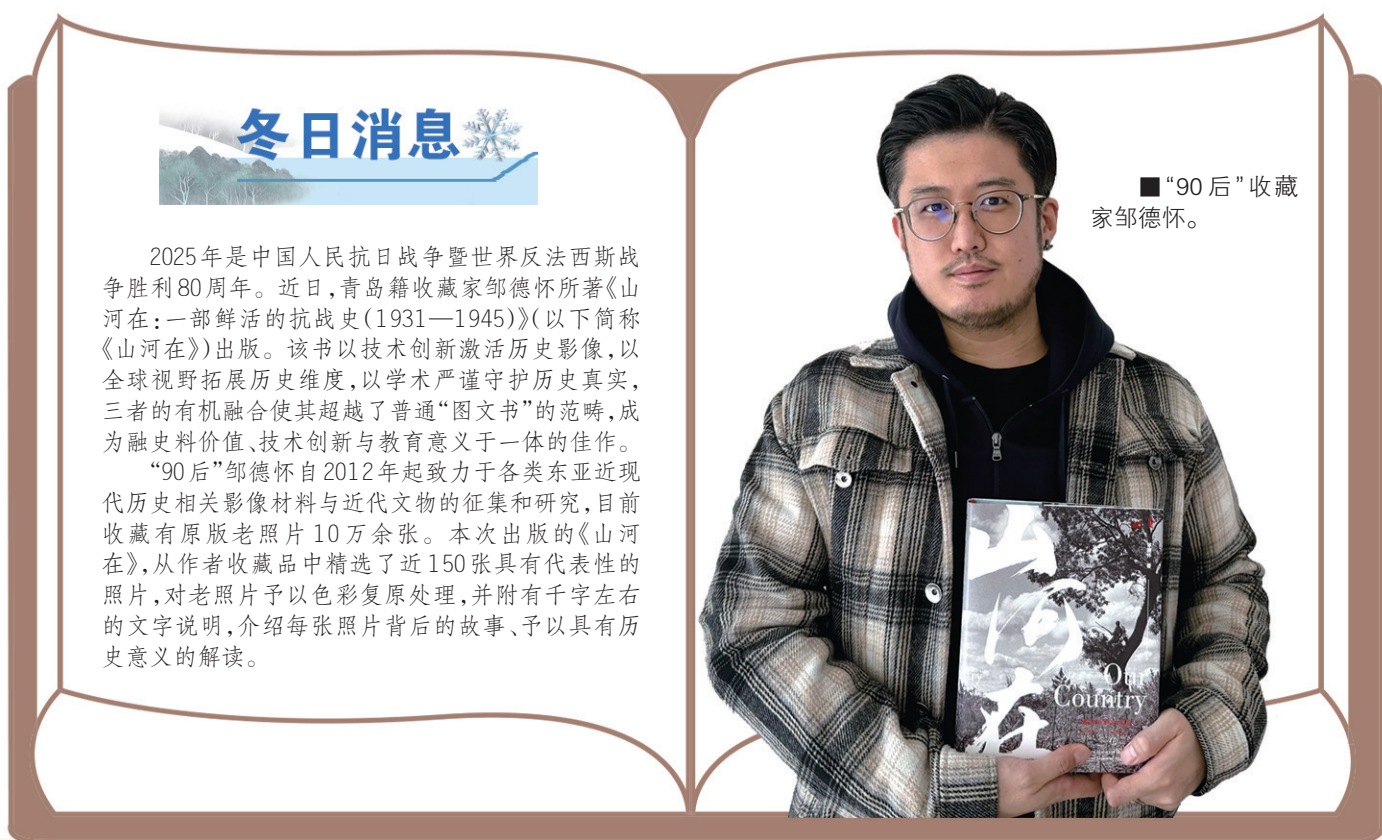 冬日消息
2025年是中国人民抗日战争暨世界反法西斯战
争胜利80周年。近日,青岛籍收藏家邹德怀所著《山
河在:一部鲜活的抗战史(1931—1945)》(以下简称
《山河在》)出版。该书以技术创新激活历史影像,以
全球视野拓展历史维度,以学术严谨守护历史真实,
三者的有机融合使其超越了普通“图文书”的范畴,成
为融史料价值、技术创新与教育意义于一体的佳作。
“90后”邹德怀自2012年起致力于各类东亚近现
代历史相关影像材料与近代文物的征集和研究,目前
收藏有原版老照片10万余张。本次出版的《山河
在》,从作者收藏品中精选了近150张具有代表性的
照片,对老照片予以色彩复原处理,并附有千字左右
的文字说明,介绍每张照片背后的故事、予以具有历
史意义的解读。
■“90后”收藏
家邹德怀。
山
河
在
Our
Country